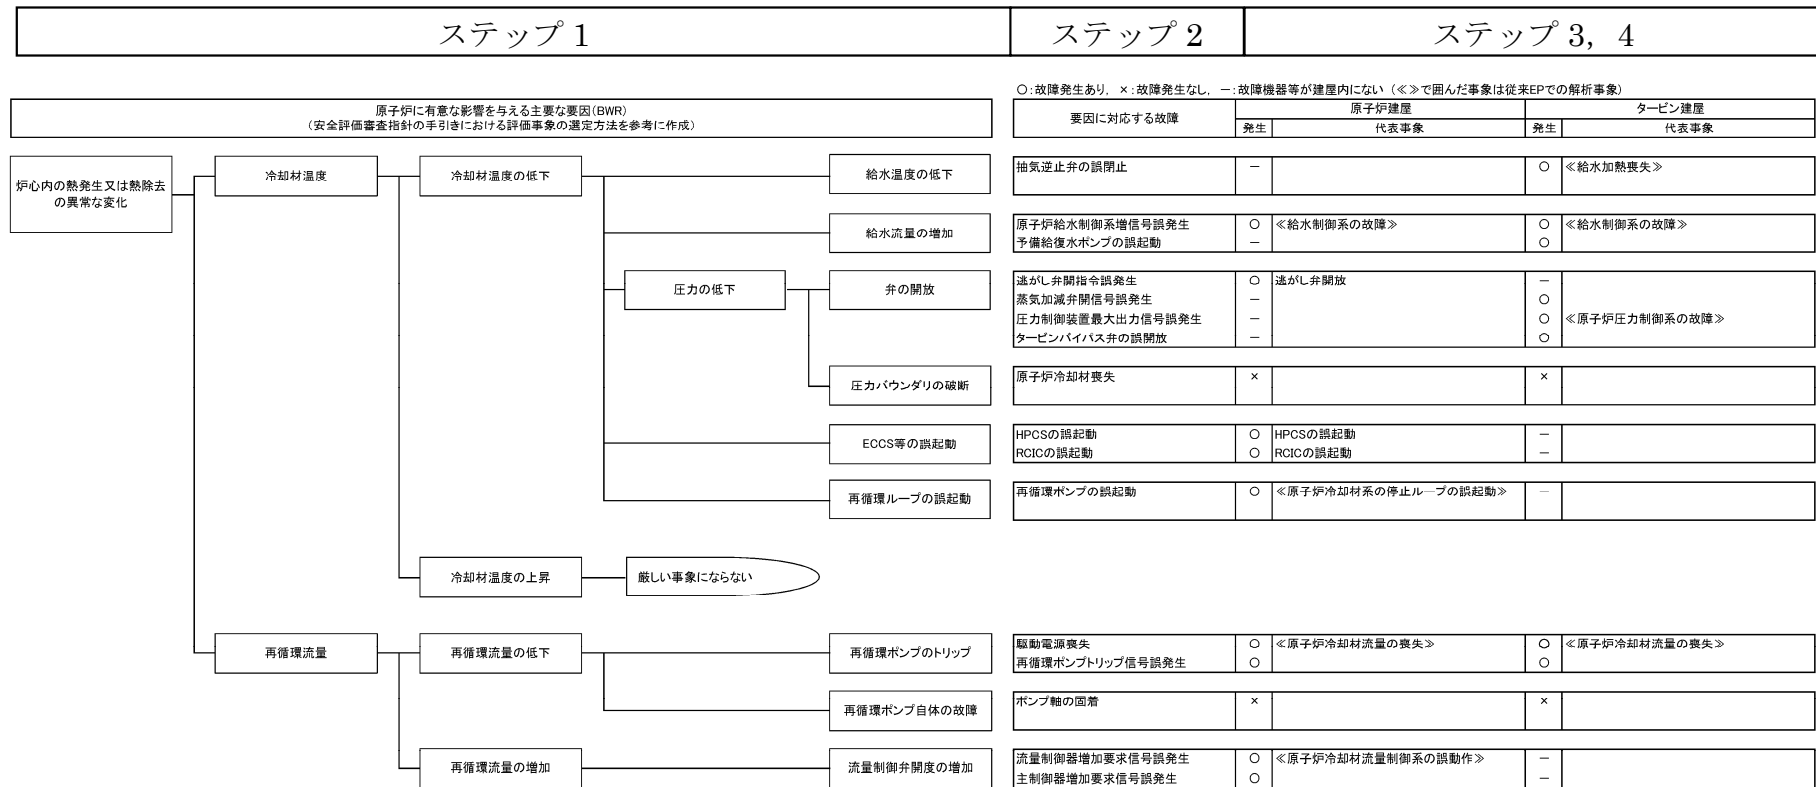 ステップ 1
ステップ 2
ステップ 3, 4
○:故障発生あり, ×:故障発生なし, －:故障機器等が建屋内にない (≪≫で囲んだ事象は従来EPでの解析事象)
原子炉に有意な影響を与える主要な要因(BWR)
(安全評価審査指針の手引きにおける評価事象の選定方法を参考に作成)
要因に対応する故障
原子炉建屋
タービン建屋
発生
代表事象
発生
代表事象
炉心内の熱発生又は熱除去
の異常な変化
冷却材温度
冷却材温度の低下
給水温度の低下
抽気逆止弁の誤閉止 － ○ ≪給水加熱喪失≫
給水流量の増加
原子炉給水制御系増信号誤発生 ○ ≪給水制御系の故障≫ ○ ≪給水制御系の故障≫
予備給復水ポンプの誤起動 － ○
圧力の低下
弁の開放
逃がし弁開指令誤発生 ○ 逃がし弁開放 －
蒸気加減弁開信号誤発生 － ○
圧力制御装置最大出力信号誤発生 － ○ ≪原子炉圧力制御系の故障≫
タービンバイパス弁の誤開放 － ○
圧力バウンダリの破断
原子炉冷却材喪失 × ×
ECCS等の誤起動
HPCSの誤起動 ○ HPCSの誤起動 －
RCICの誤起動 ○ RCICの誤起動 －
再循環ループの誤起動
再循環ポンプの誤起動 ○ ≪原子炉冷却材系の停止ループの誤起動≫ －
冷却材温度の上昇
厳しい事象にならない
再循環流量
再循環流量の低下
再循環ポンプのトリップ
駆動電源喪失 ○ ≪原子炉冷却材流量の喪失≫ ○ ≪原子炉冷却材流量の喪失≫
再循環ポンプトリップ信号誤発生 ○ ○
再循環ポンプ自体の故障
ポンプ軸の固着 × ×
再循環流量の増加
流量制御弁開度の増加
流量制御器増加要求信号誤発生 ○ ≪原子炉冷却材流量制御系の誤動作≫ －
主制御器増加要求信号誤発生 ○ －